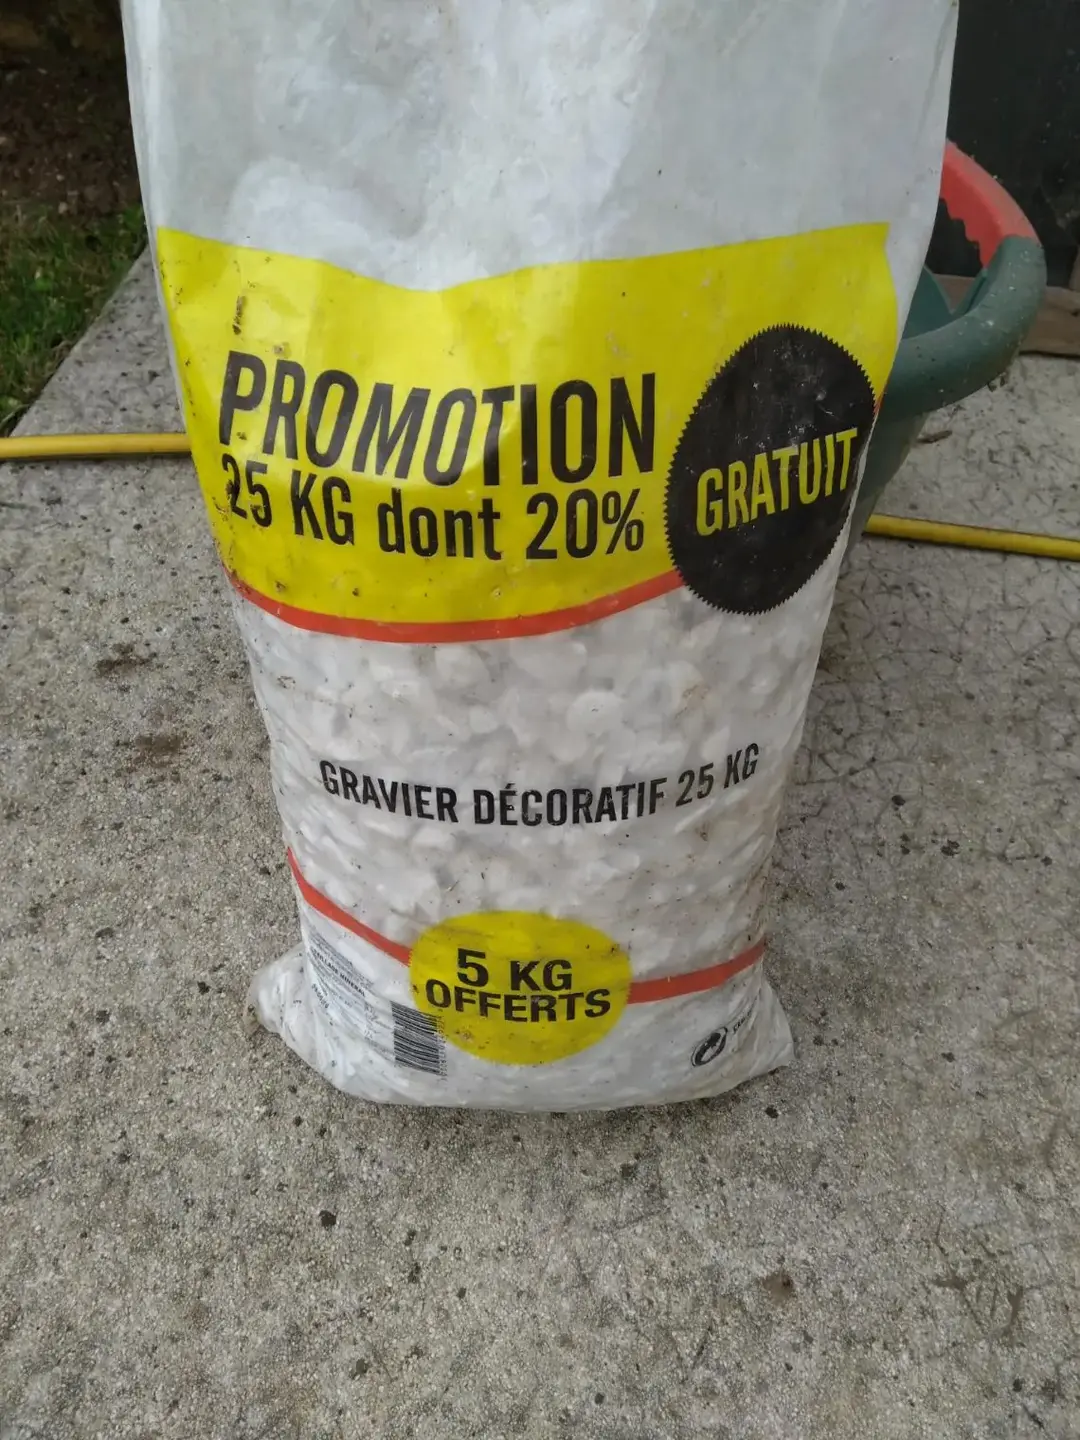 PROMOTION
25 KG dont 20%
GRATUIT
GRAVIER DÉCORATIF 25 KG
5 KG
OFFERTS